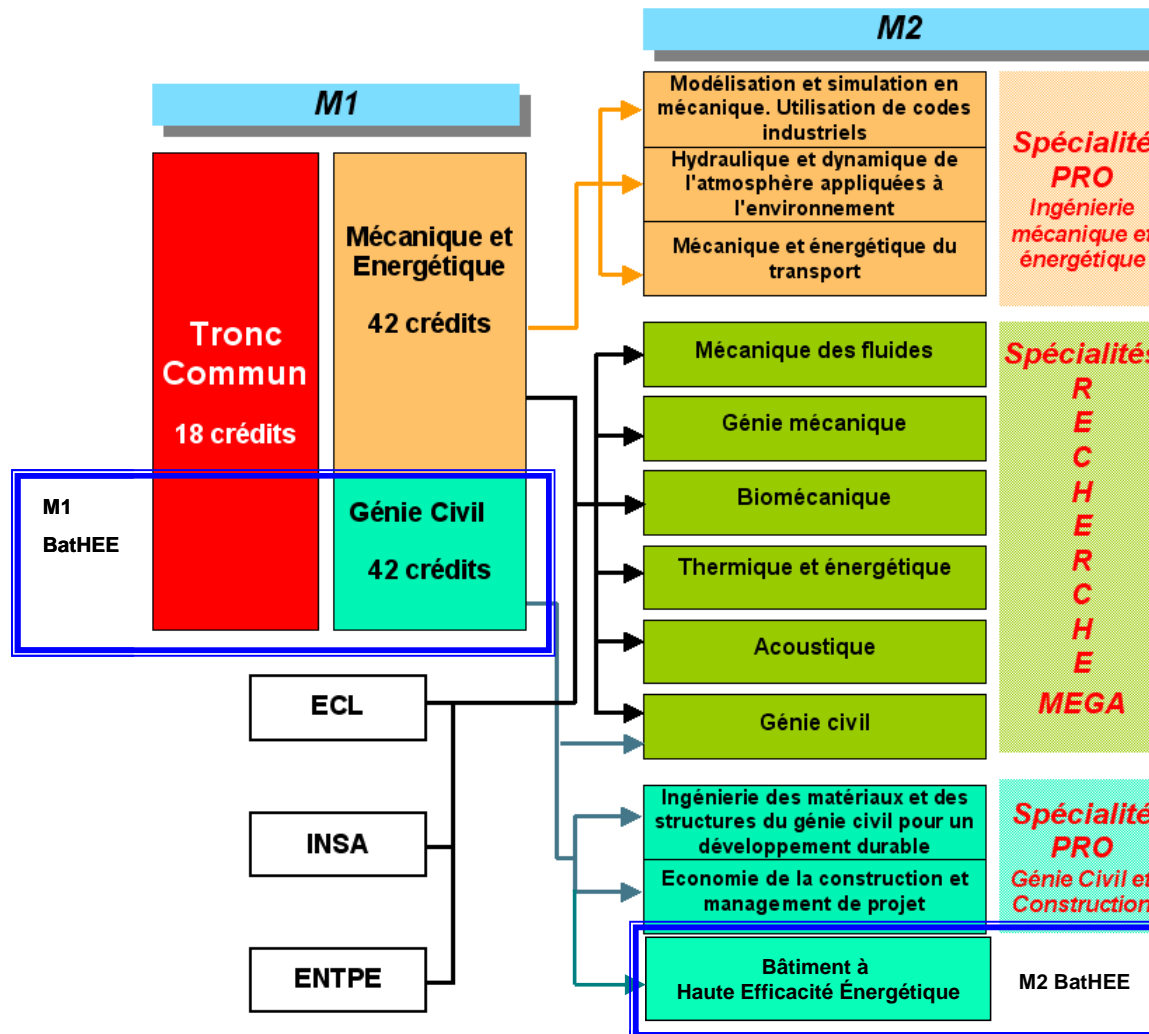 M2
M1
Modélisation et simulation en
mécanique. Utilisation de codes
industriels
Hydraulique et dynamique de
l'atmosphère appliquées à
l'environnement
Mécanique et énergétique du
transport
Spécialité
PRO
Ingénierie
mécanique et
énergétique
Tronc
Commun
18 crédits
Mécanique et
Energétique
42 crédits
Génie Civil
42 crédits
M1
BatHEE
Mécanique des fluides
Génie mécanique
Biomécanique
Thermique et énergétique
Acoustique
Génie civil
Spécialités
R
E
C
H
E
R
C
H
E
MEGA
ECL
INSA
ENTPE
Ingénierie des matériaux et des
structures du génie civil pour un
développement durable
Economie de la construction et
management de projet
Spécialité
PRO
Génie Civil et
Construction
Bâtiment à
Haute Efficacité Énergétique
M2 BatHEE